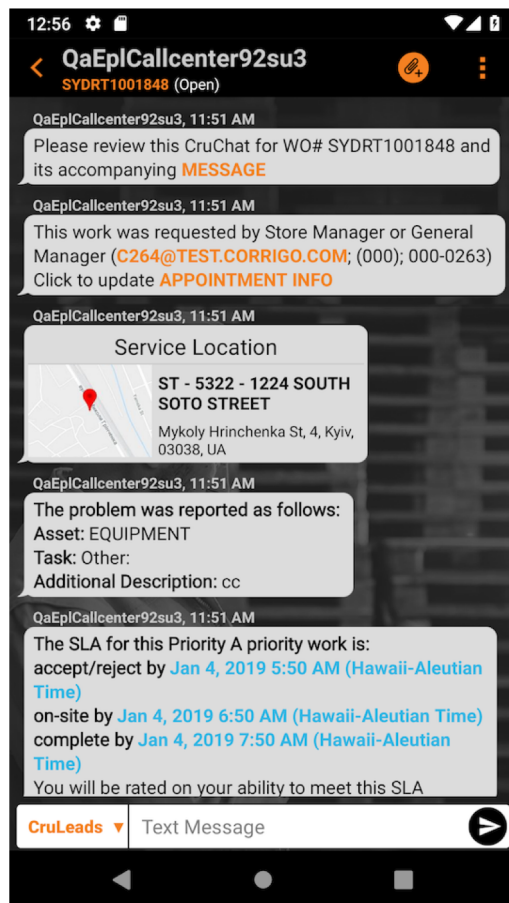 12:56
QaEplCallcenter92su3
SYDRT1001848 (Open)
QaEplCallcenter92su3, 11:51 AM
Please review this CruChat for WO# SYDRT1001848 and
its accompanying MESSAGE
QaEplCallcenter92su3, 11:51 AM
This work was requested by Store Manager or General
Manager (C264@TEST.CORRIGO.COM; (000); 000-0263)
Click to update APPOINTMENT INFO
QaEplCallcenter92su3, 11:51 AM
Service Location
ST - 5322 - 1224 SOUTH
SOTO STREET
Mykoly Hrinchenka St, 4, Kyiv,
03038, UA
QaEplCallcenter92su3, 11:51 AM
The problem was reported as follows:
Asset: EQUIPMENT
Task: Other:
Additional Description: cc
QaEplCallcenter92su3, 11:51 AM
The SLA for this Priority A priority work is:
accept/reject by Jan 4, 2019 5:50 AM (Hawaii-Aleutian
Time)
on-site by Jan 4, 2019 6:50 AM (Hawaii-Aleutian Time)
complete by Jan 4, 2019 7:50 AM (Hawaii-Aleutian
Time)
You will be rated on your ability to meet this SLA
CruLeads ▼ Text Message